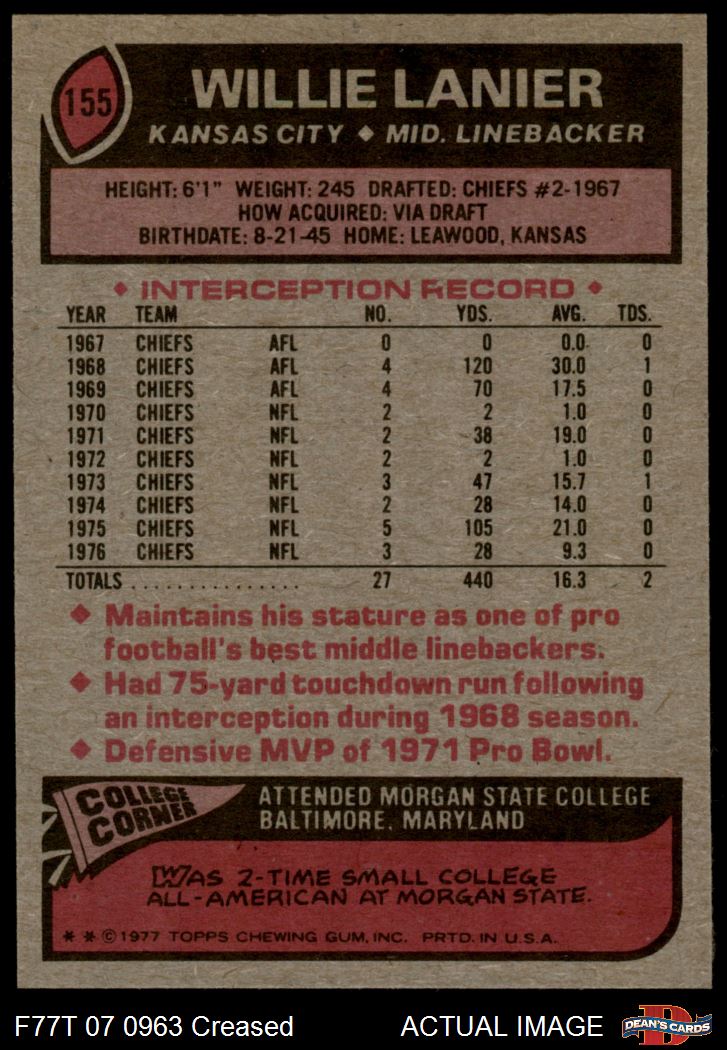 155
WILLIE LANIER
KANSAS CITY ◆ MID. LINEBACKER
HEIGHT: 6'1" WEIGHT: 245 DRAFTED: CHIEFS #2-1967
HOW ACQUIRED: VIA DRAFT
BIRTHDATE: 8-21-45 HOME: LEAWOOD, KANSAS
◆ INTERCEPTION RECORD ◆
YEAR TEAM NO. YDS. AVG. TDS.
1967 CHIEFS AFL 0 0 0.0 0
1968 CHIEFS AFL 4 120 30.0 1
1969 CHIEFS AFL 4 70 17.5 0
1970 CHIEFS NFL 2 2 1.0 0
1971 CHIEFS NFL 2 38 19.0 0
1972 CHIEFS NFL 2 2 1.0 0
1973 CHIEFS NFL 3 47 15.7 1
1974 CHIEFS NFL 2 28 14.0 0
1975 CHIEFS NFL 5 105 21.0 0
1976 CHIEFS NFL 3 28 9.3 0
TOTALS ................ 27 440 16.3 2
◆ Maintains his stature as one of pro
football's best middle linebackers.
◆ Had 75-yard touchdown run following
an interception during 1968 season.
◆ Defensive MVP of 1971 Pro Bowl.
COLLEGE
CORNER
ATTENDED MORGAN STATE COLLEGE
BALTIMORE, MARYLAND
WAS 2-TIME SMALL COLLEGE
ALL-AMERICAN AT MORGAN STATE.
* * © 1977 TOPPS CHEWING GUM, INC. PRTD. IN U.S.A.
F77T 07 0963 Creased ACTUAL IMAGE
D
DEAN'S CARDS